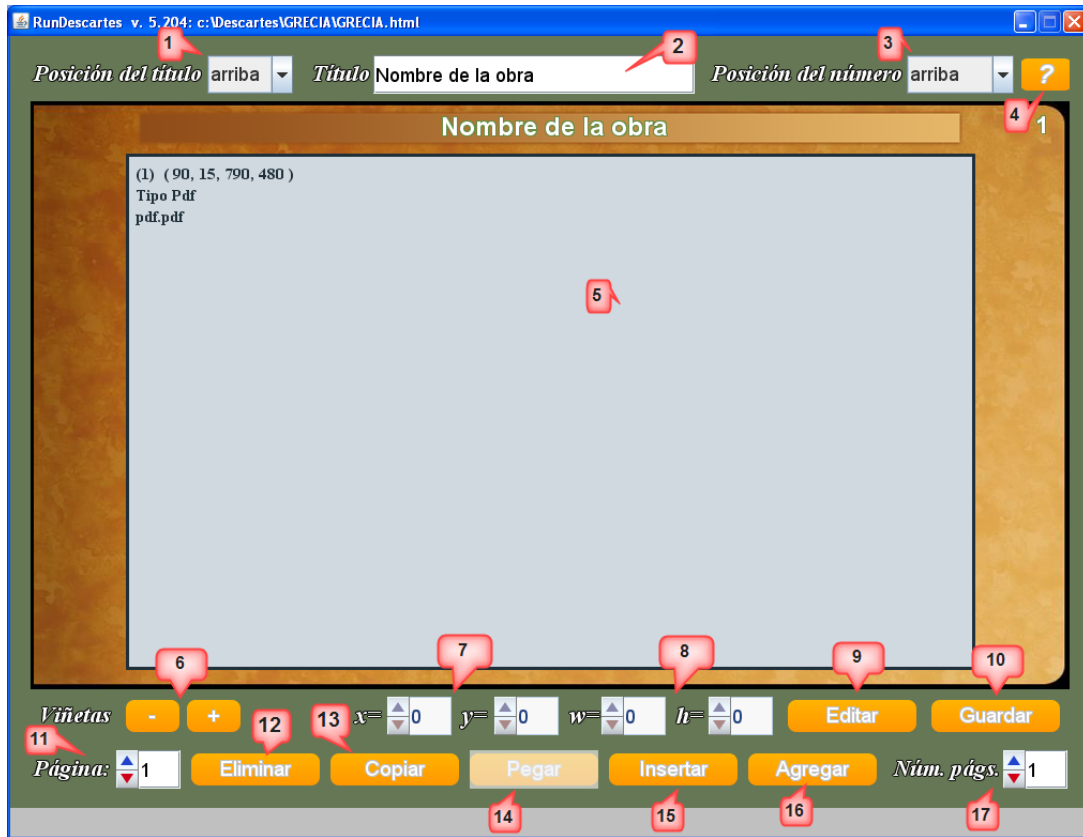 RunDescartes v. 5,204: c:\Descartes\GRECIA\GRECIA.html
1 2 3
Posición del título arriba Título Nombre de la obra Posición del número arriba ?
4
Nombre de la obra 1
(1) ( 90, 15, 790, 480 )
Tipo Pdf
pdf.pdf
5
6 7 8 9 10
Viñetas - + x= 0 y= 0 w= 0 h= 0 Editar Guardar
11 12 13
Página: 1 Eliminar Copiar Pegar Insertar Agregar Núm. págs. 1
14 15 16 17